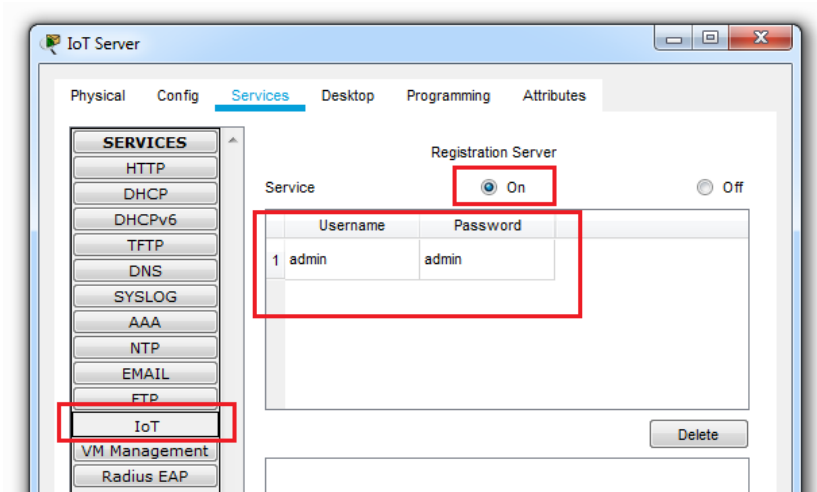 IoT Server
Physical Config Services Desktop Programming Attributes
SERVICES
HTTP
DHCP
DHCPv6
TFTP
DNS
SYSLOG
AAA
NTP
EMAIL
FTP
IoT
VM Management
Radius EAP
Registration Server
Service On Off
Username Password
1 admin admin
Delete